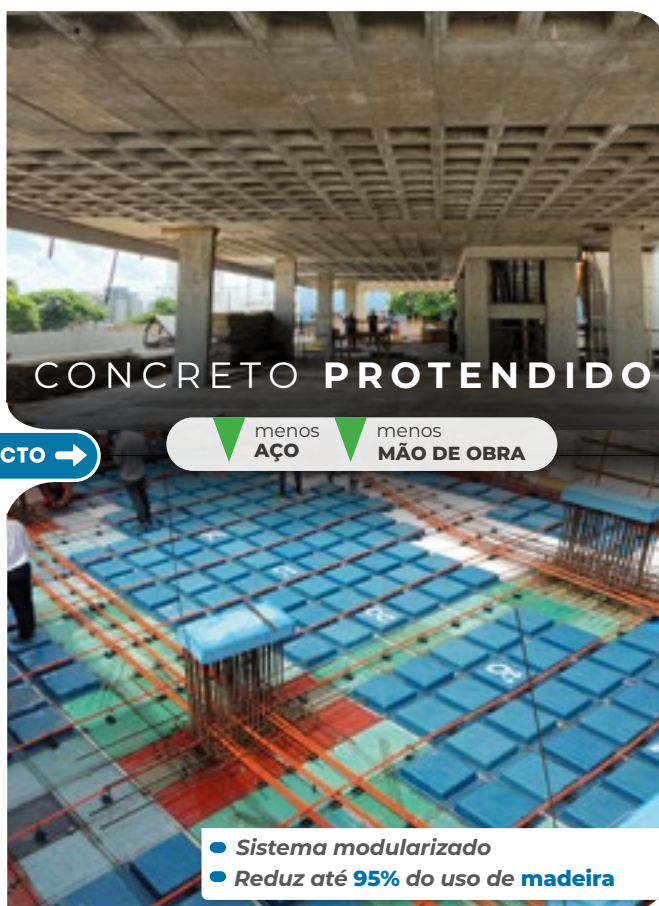 CONCRETO PROTENDIDO
menos
AÇO
menos
MÃO DE OBRA
CTO
Sistema modularizado
Reduz até 95% do uso de madeira